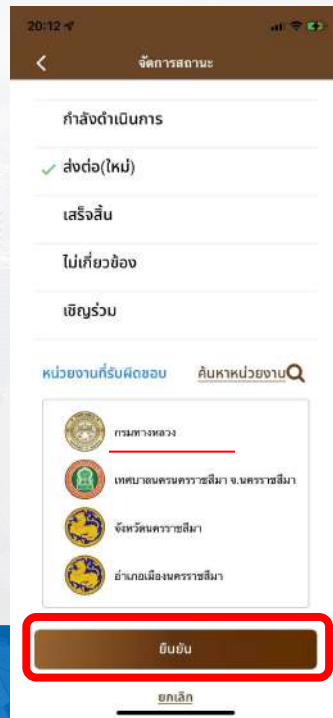 20:12
จัดการสถานะ
กำลังดำเนินการ
ส่งต่อ(ใหม่)
เสร็จสิ้น
ไม่เกี่ยวข้อง
เชิญร่วม
หน่วยงานที่รับผิดชอบ ค้นหาหน่วยงาน
กรมทางหลวง
เทศบาลนครนครราชสีมา จ.นครราชสีมา
จังหวัดนครราชสีมา
อำเภอเมืองนครราชสีมา
ยืนยัน
ยกเลิก